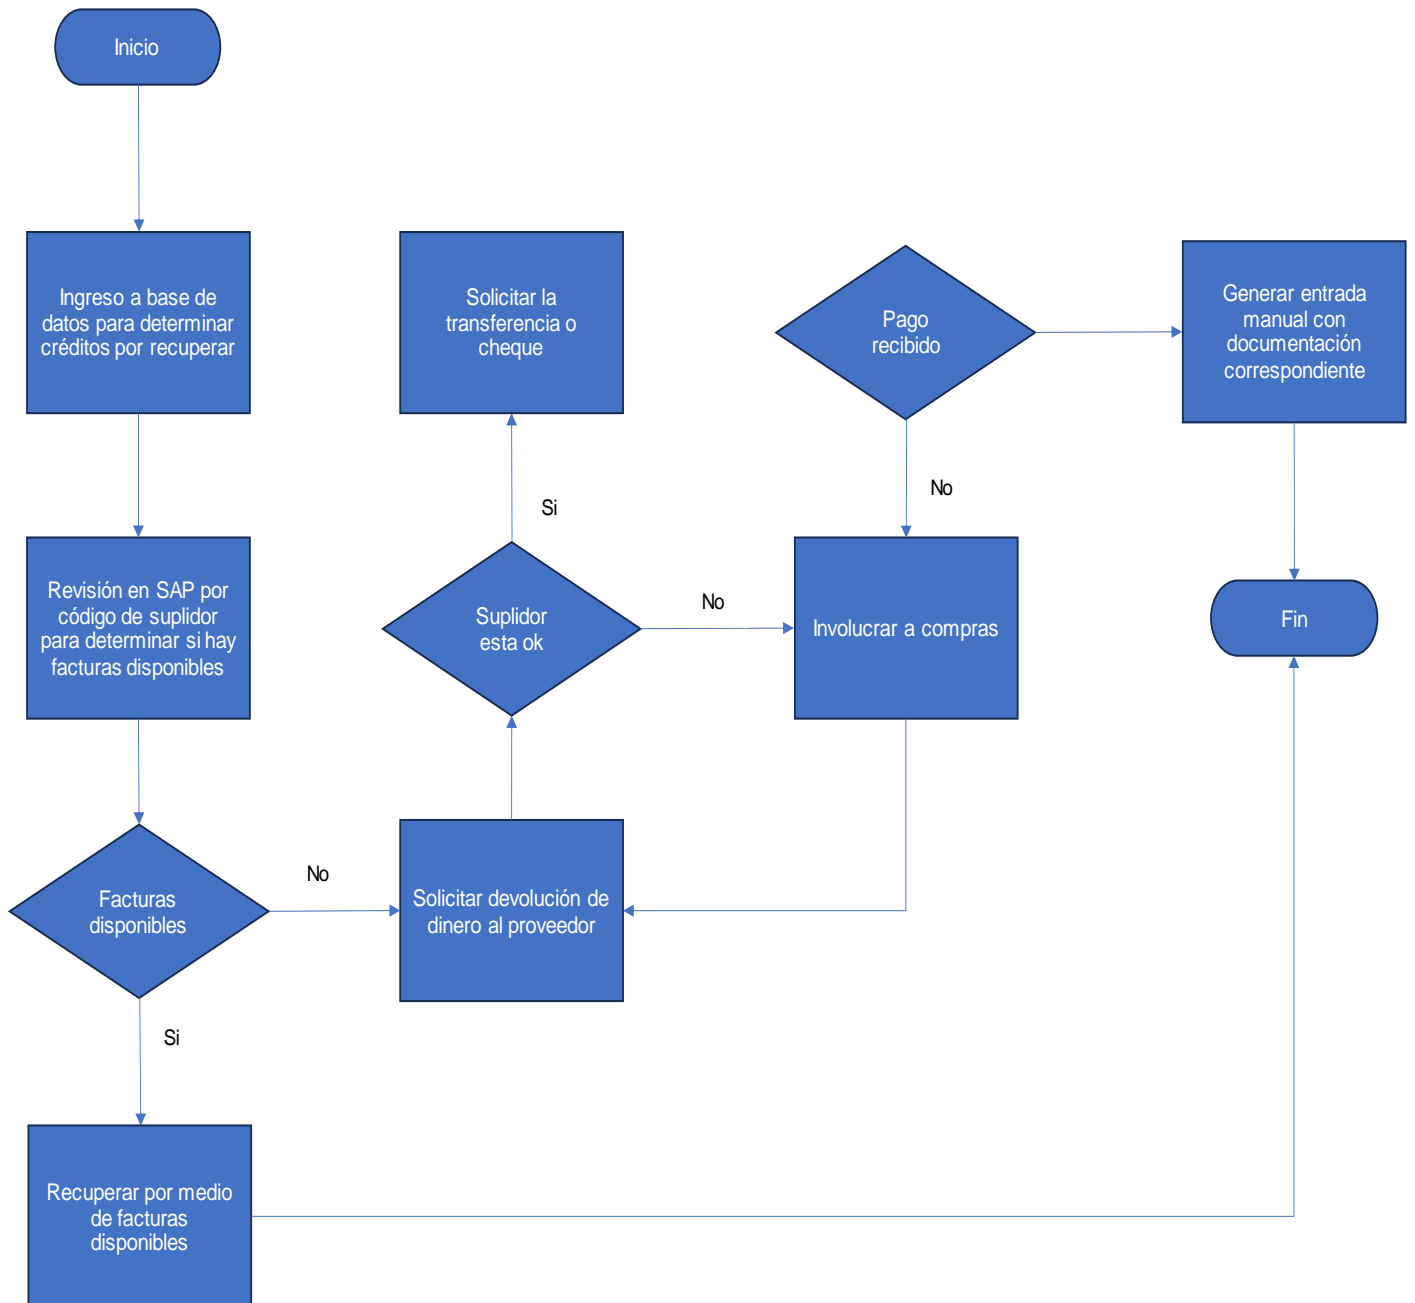 Inicio
Ingreso a base de
datos para determinar
créditos por recuperar
Solicitar la
transferencia o
cheque
Pago
recibido
Generar entrada
manual con
documentación
correspondiente
No
Si
Revisión en SAP por
código de suplidor
para determinar si hay
facturas disponibles
Suplidor
esta ok
No
Involucrar a compras
Fin
Facturas
disponibles
No
Solicitar devolución de
dinero al proveedor
Si
Recuperar por medio
de facturas
disponibles